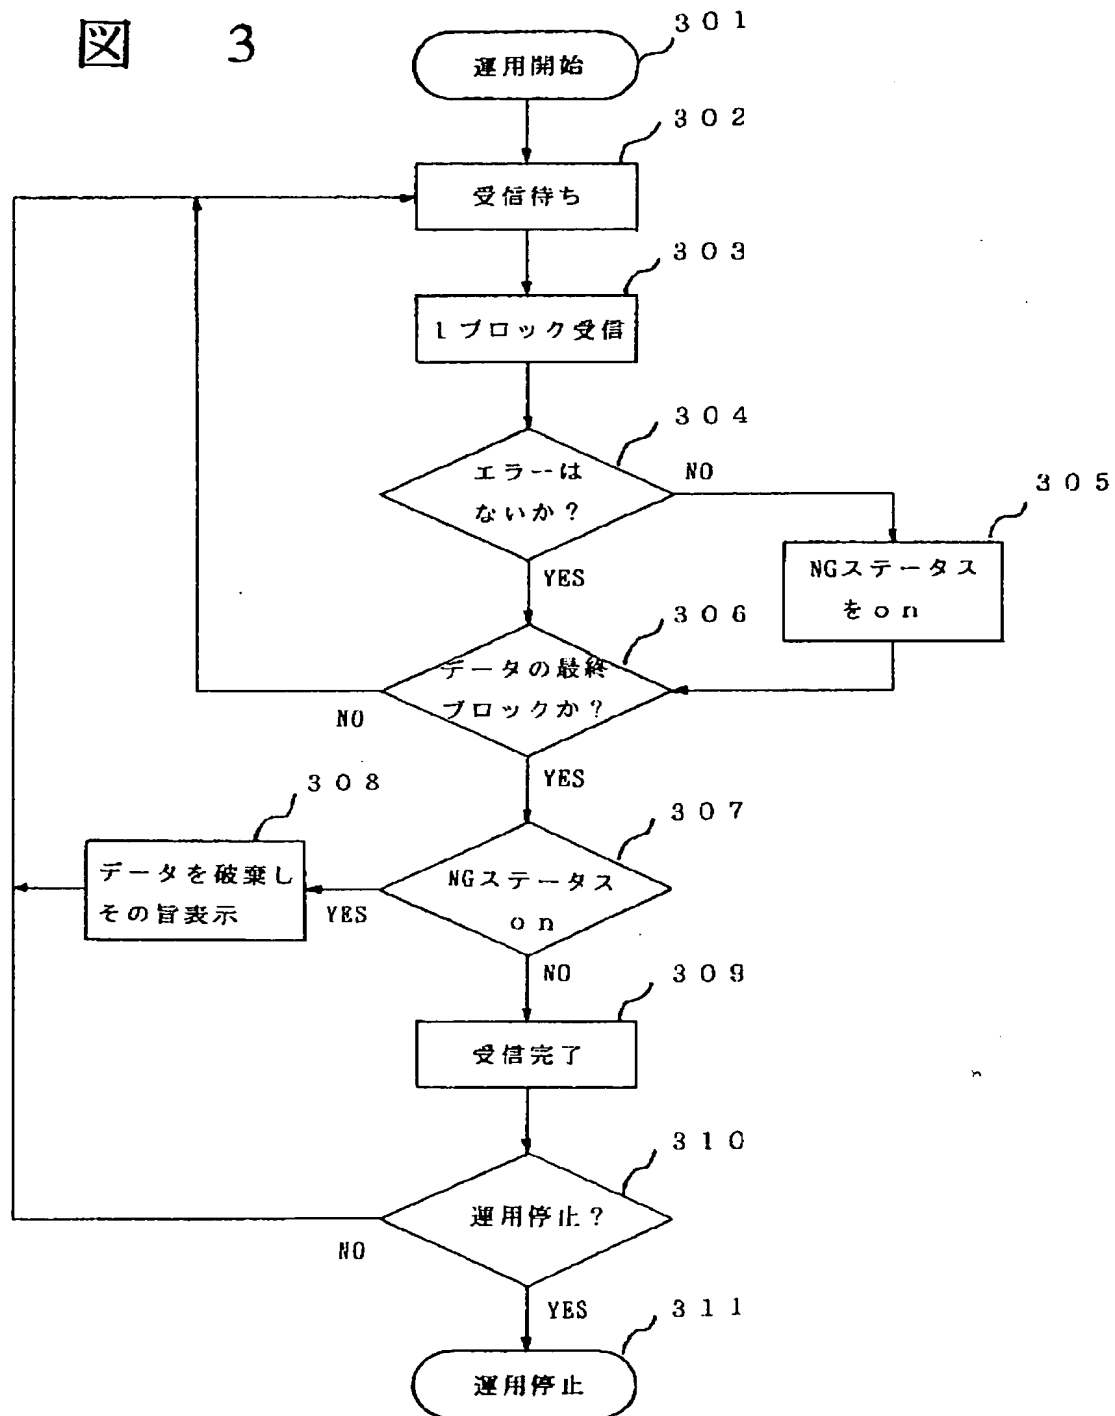 図 3
301
運用開始
302
受信待ち
303
1ブロック受信
304
エラーは
ないか？
NO
305
NGステータス
をon
YES
306
データの最終
ブロックか？
NO
YES
307
308
データを破棄し
その旨表示
YES
NGステータス
on
NO
309
受信完了
310
運用停止？
NO
YES
311
運用停止